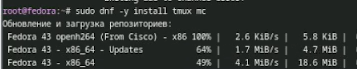 root@fedora:~# sudo dnf -y install tmux mc
Обновление и загрузка репозиториев:
Fedora 43 openh264 (From Cisco) - x86 100% | 2.6 KiB/s | 5.8 KiB |
Fedora 43 - x86_64 - Updates 64% | 1.7 MiB/s | 4.7 MiB |
Fedora 43 - x86_64 49% | 4.1 MiB/s | 18.6 MiB |